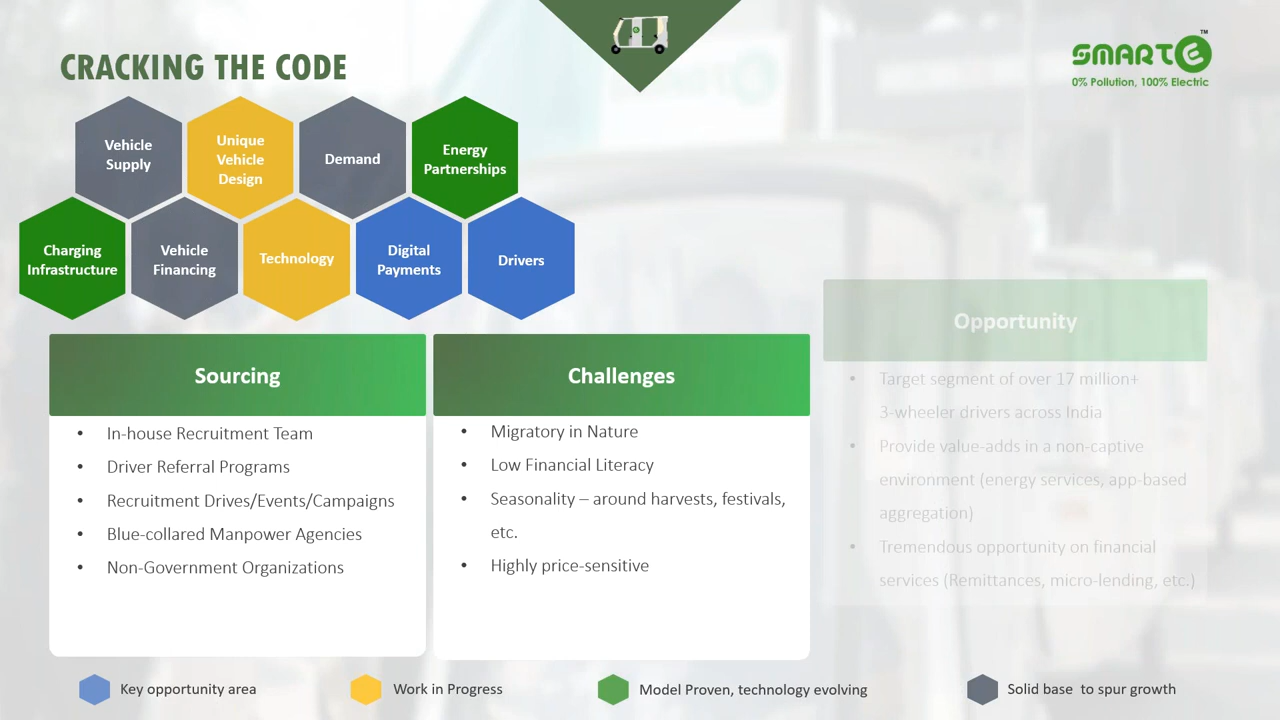 CRACKING THE CODE
SMARTE
TM
0% Pollution, 100% Electric
Vehicle
Supply
Unique
Vehicle
Design
Demand
Energy
Partnerships
Charging
Infrastructure
Vehicle
Financing
Technology
Digital
Payments
Drivers
Sourcing
• In-house Recruitment Team
• Driver Referral Programs
• Recruitment Drives/Events/Campaigns
• Blue-collared Manpower Agencies
• Non-Government Organizations
Challenges
• Migratory in Nature
• Low Financial Literacy
• Seasonality – around harvests, festivals,
etc.
• Highly price-sensitive
Opportunity
• Target segment of over 17 million+
3-wheeler drivers across India
• Provide value-adds in a non-captive
environment (energy services, app-based
aggregation)
• Tremendous opportunity on financial
services (Remittances, micro-lending, etc.)
Key opportunity area
Work in Progress
Model Proven, technology evolving
Solid base to spur growth